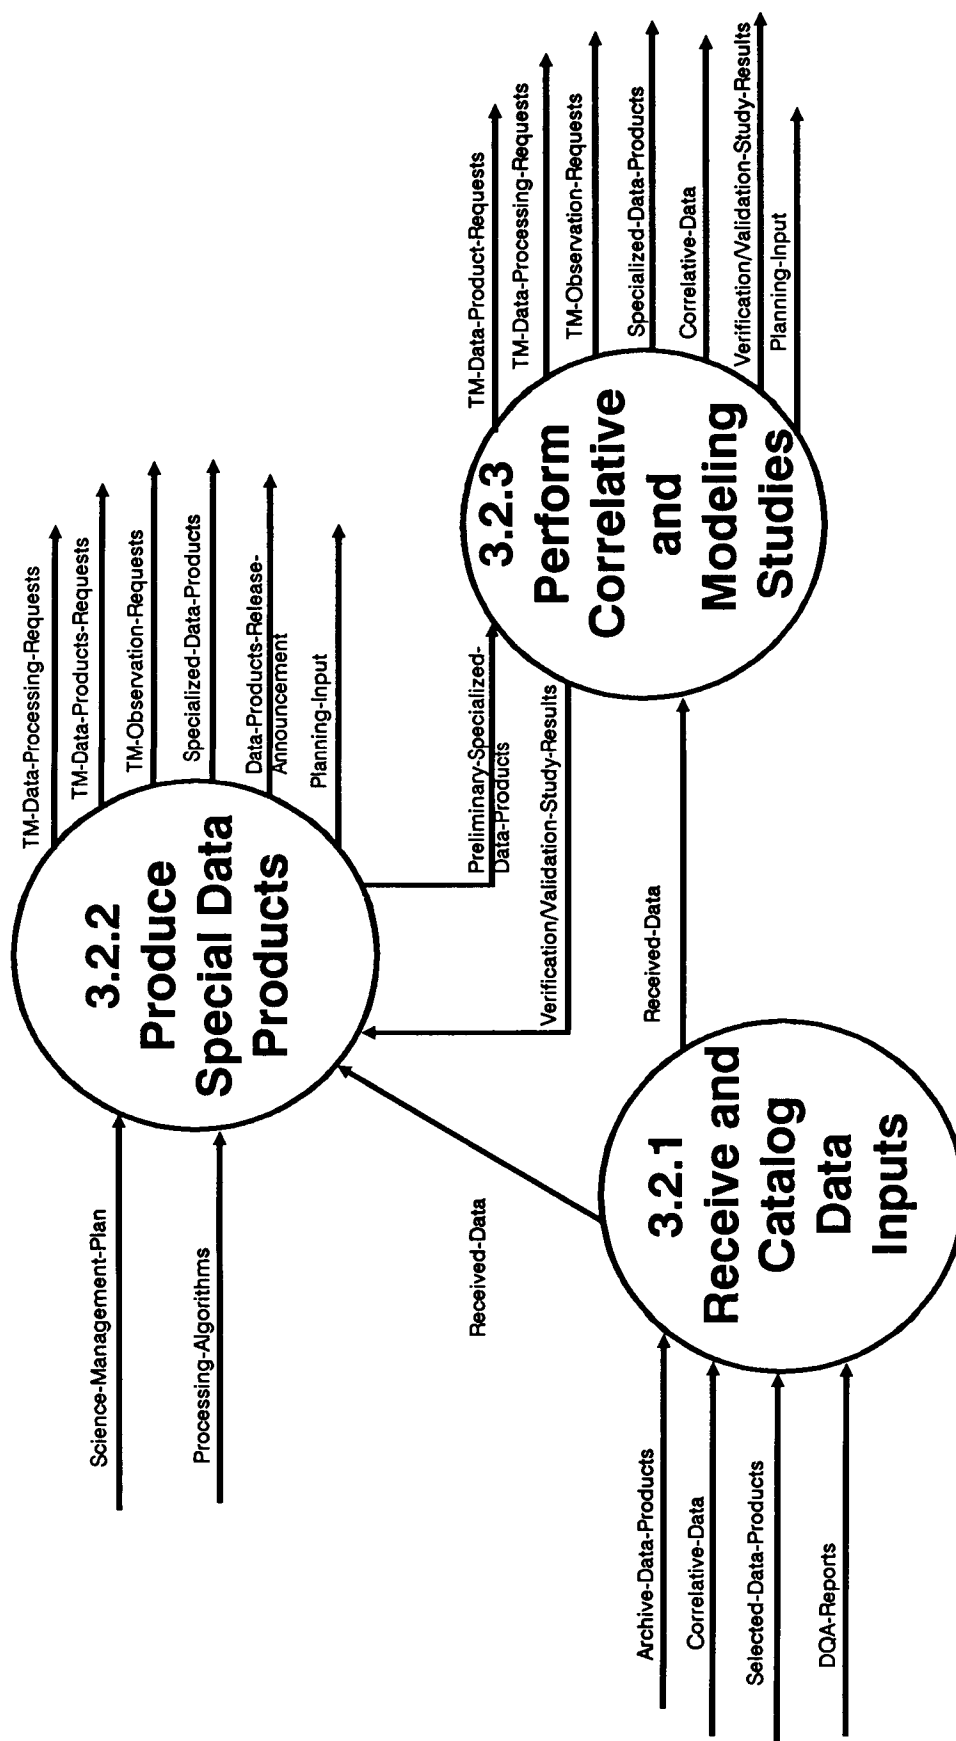 Science-Management-Plan
Processing-Algorithms
3.2.2
Produce
Special Data
Products
TM-Data-Processing-Requests
TM-Data-Products-Requests
TM-Observation-Requests
Specialized-Data-Products
Data-Products-Release-
Announcement
Planning-Input
Preliminary-Specialized-
Data-Products
Verification/Validation-Study-Results
Received-Data
Received-Data
3.2.3
Perform
Correlative
and
Modeling
Studies
TM-Data-Product-Requests
TM-Data-Processing-Requests
TM-Observation-Requests
Specialized-Data-Products
Correlative-Data
Verification/Validation-Study-Results
Planning-Input
Archive-Data-Products
Correlative-Data
Selected-Data-Products
DQA-Reports
3.2.1
Receive and
Catalog
Data
Inputs